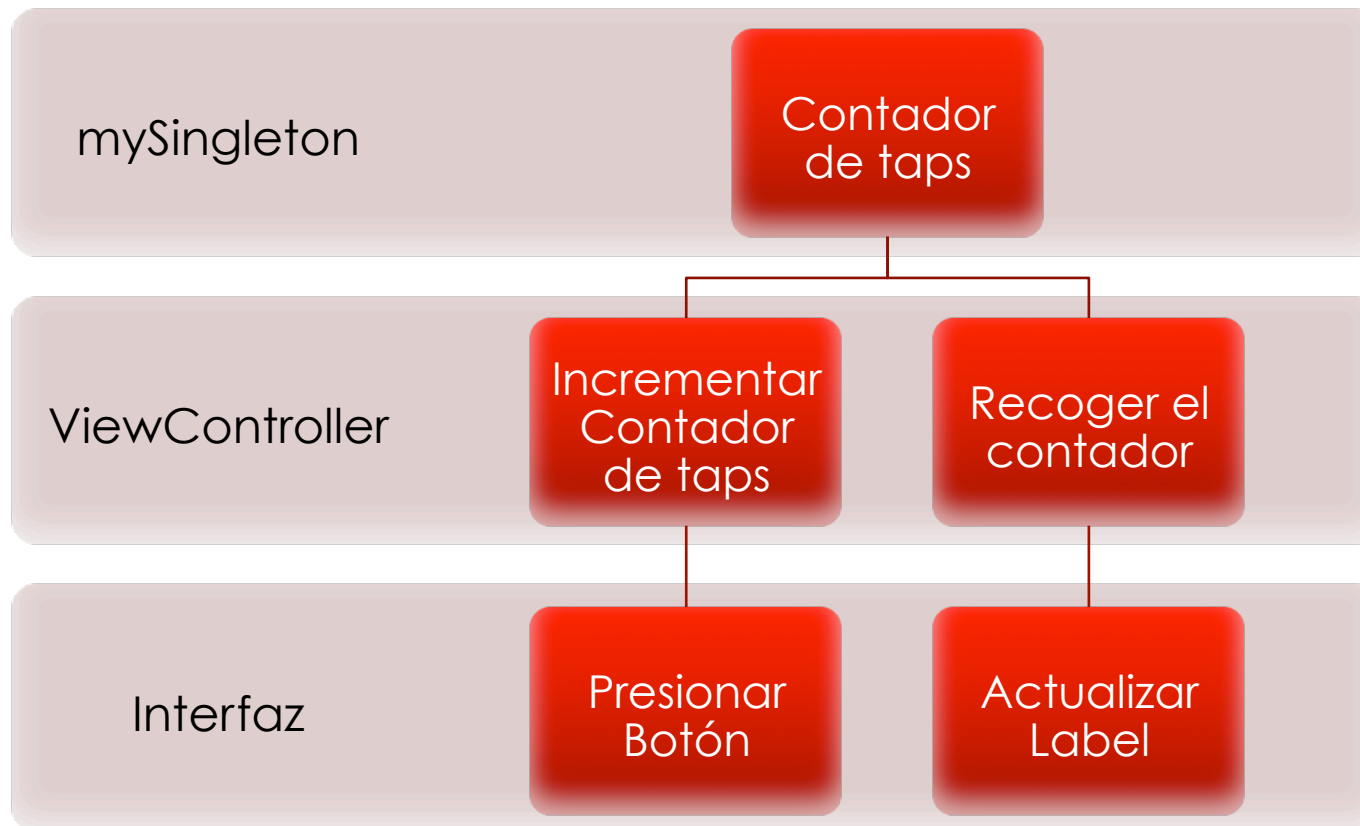 mySingleton
Contador
de taps
ViewController
Incrementar
Contador
de taps
Recoger el
contador
Interfaz
Presionar
Botón
Actualizar
Label